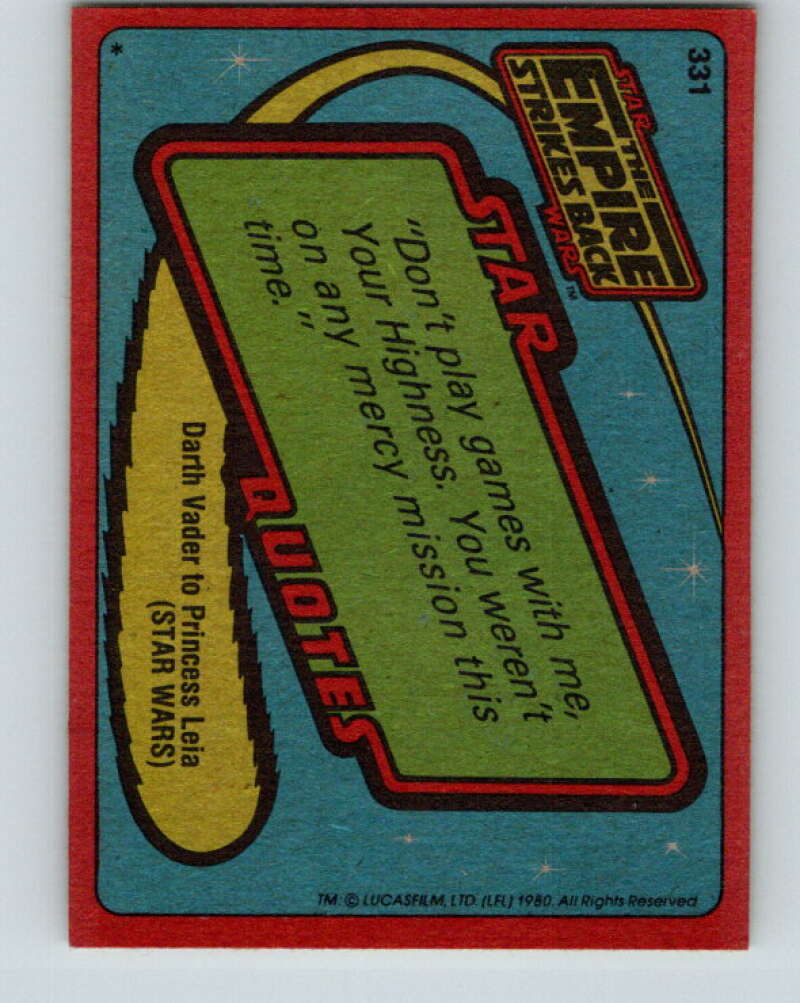 331
STAR
THE
EMPIRE
STRIKES BACK
WARS™
STAR
"Don't play games with me,
Your Highness. You weren't
on any mercy mission this
time."
QUOTES
Darth Vader to Princess Leia
(STAR WARS)
*
TM: © LUCASFILM, LTD. (LFL) 1980. All Rights Reserved